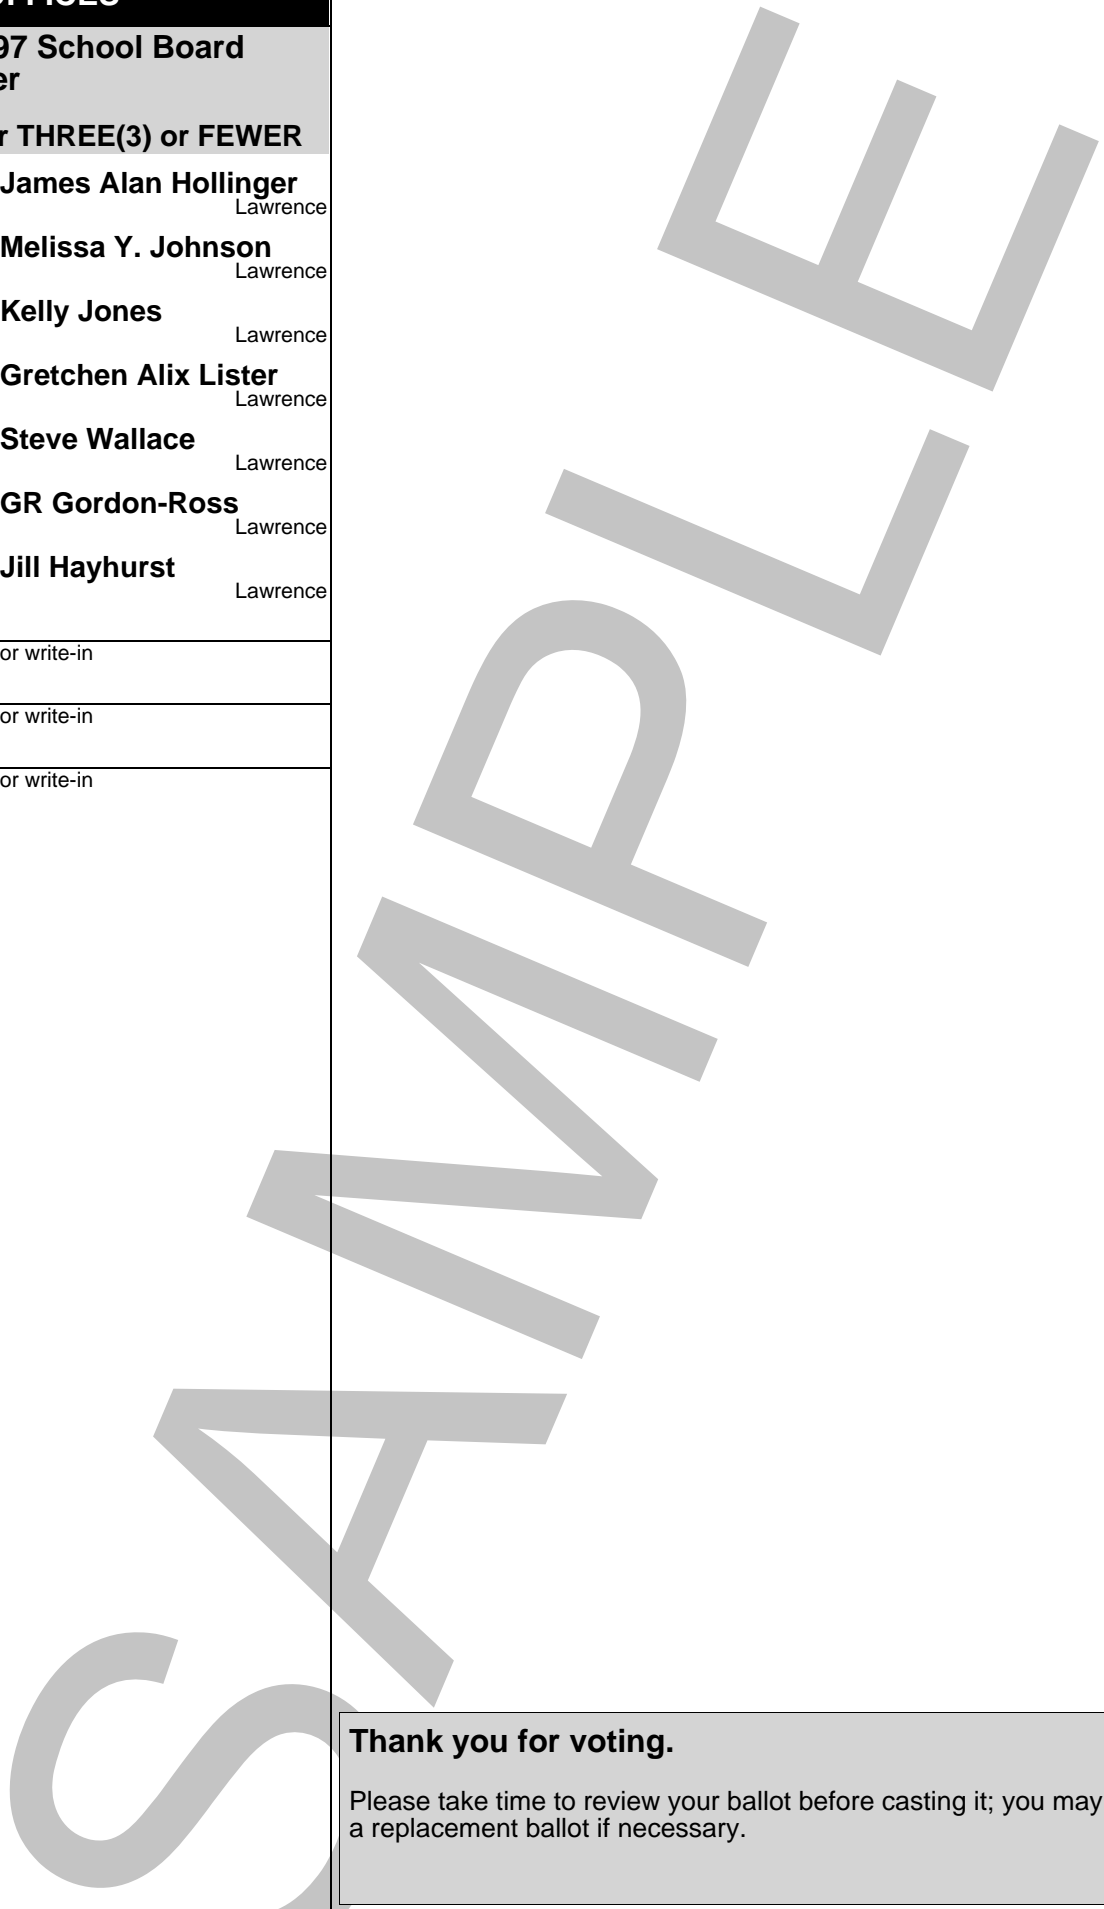 97 School Board
er
r THREE(3) or FEWER
James Alan Hollinger
Lawrence
Melissa Y. Johnson
Lawrence
Kelly Jones
Lawrence
Gretchen Alix Lister
Lawrence
Steve Wallace
Lawrence
GR Gordon-Ross
Lawrence
Jill Hayhurst
Lawrence
or write-in
or write-in
or write-in
SAMPLE
Thank you for voting.
Please take time to review your ballot before casting it; you may
a replacement ballot if necessary.